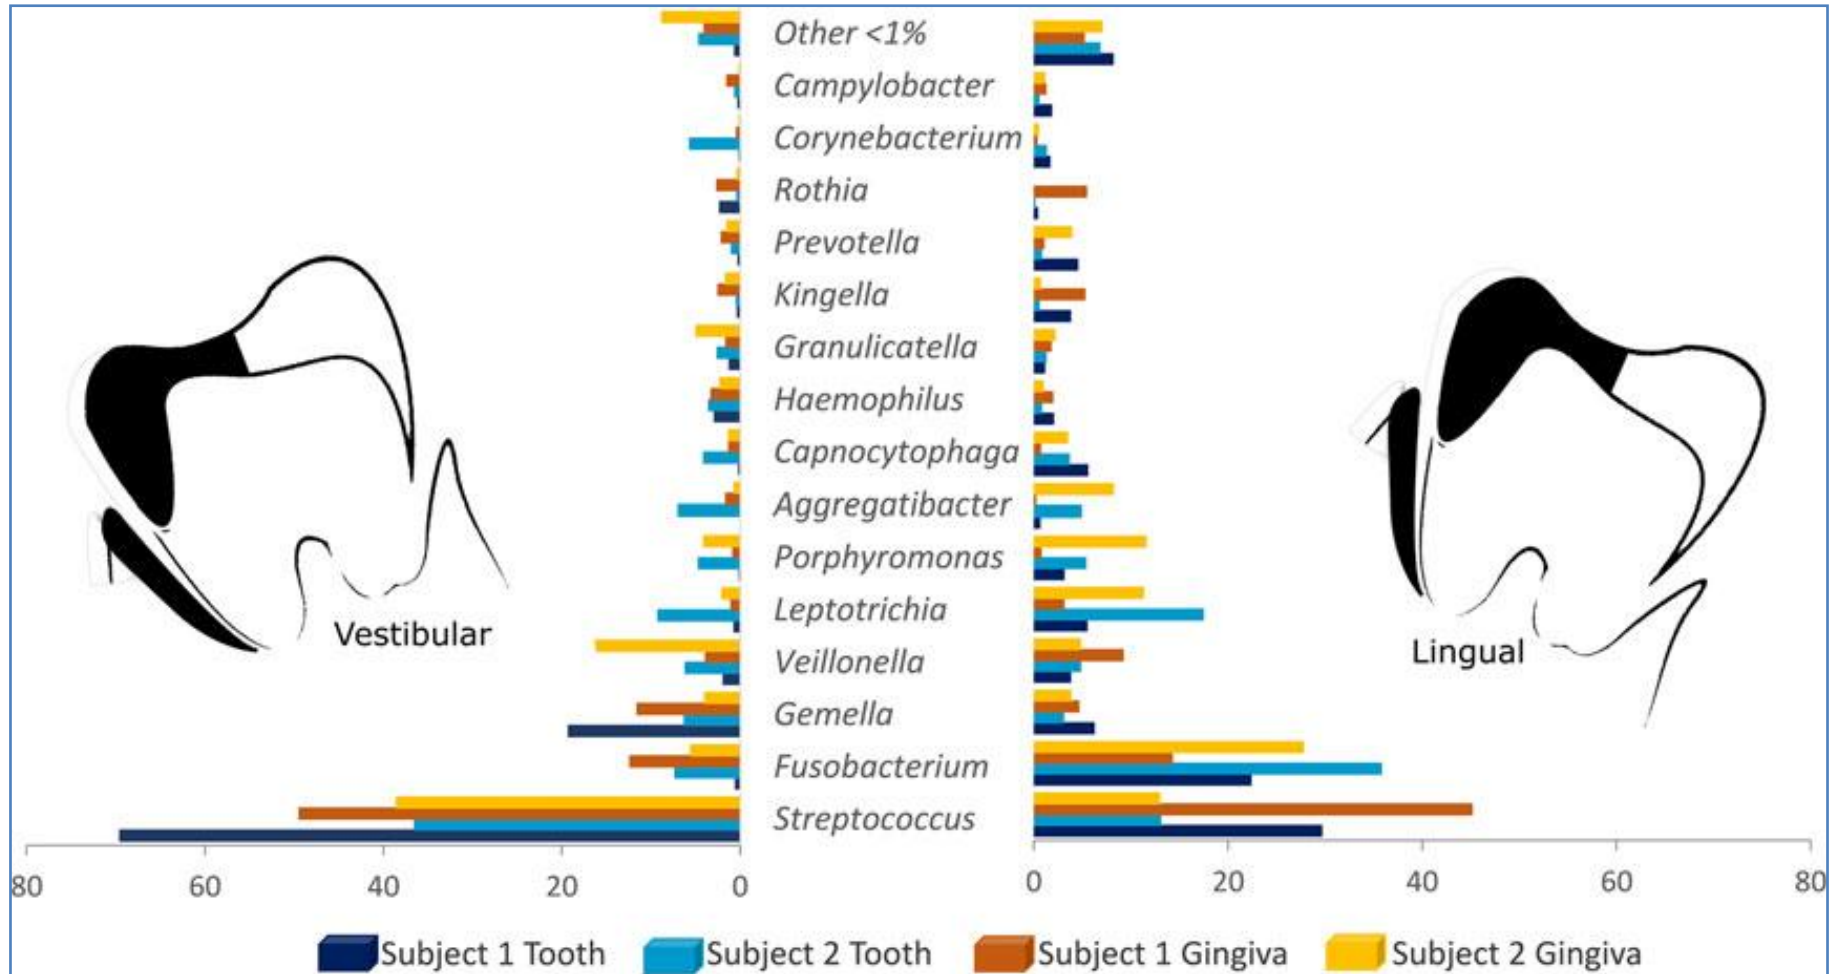 Other <1%
Campylobacter
Corynebacterium
Rothia
Prevotella
Kingella
Granulicatella
Haemophilus
Capnocytophaga
Aggregatibacter
Porphyromonas
Leptotrichia
Vestibular
Veillonella
Lingual
Gemella
Fusobacterium
Streptococcus
80 60 40 20 0 0 20 40 60 80
Subject 1 Tooth Subject 2 Tooth Subject 1 Gingiva Subject 2 Gingiva